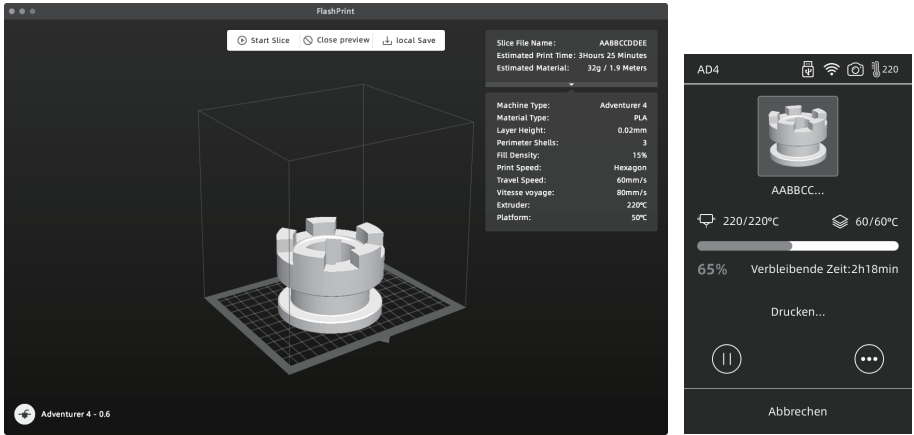 FlashPrint
Start Slice Close preview local Save
Slice File Name: AABBCCDDEE
Estimated Print Time: 3Hours 25 Minutes
Estimated Material: 32g / 1.9 Meters
Machine Type: Adventurer 4
Material Type: PLA
Layer Height: 0.02mm
Perimeter Shells: 3
Fill Density: 15%
Print Speed: Hexagon
Travel Speed: 60mm/s
Vitesse voyage: 80mm/s
Extruder: 220℃
Platform: 50℃
Adventurer 4 - 0.6
AD4 220
AABBCC...
220/220℃ 60/60℃
65% Verbleibende Zeit:2h18min
Drucken...
Abbrechen